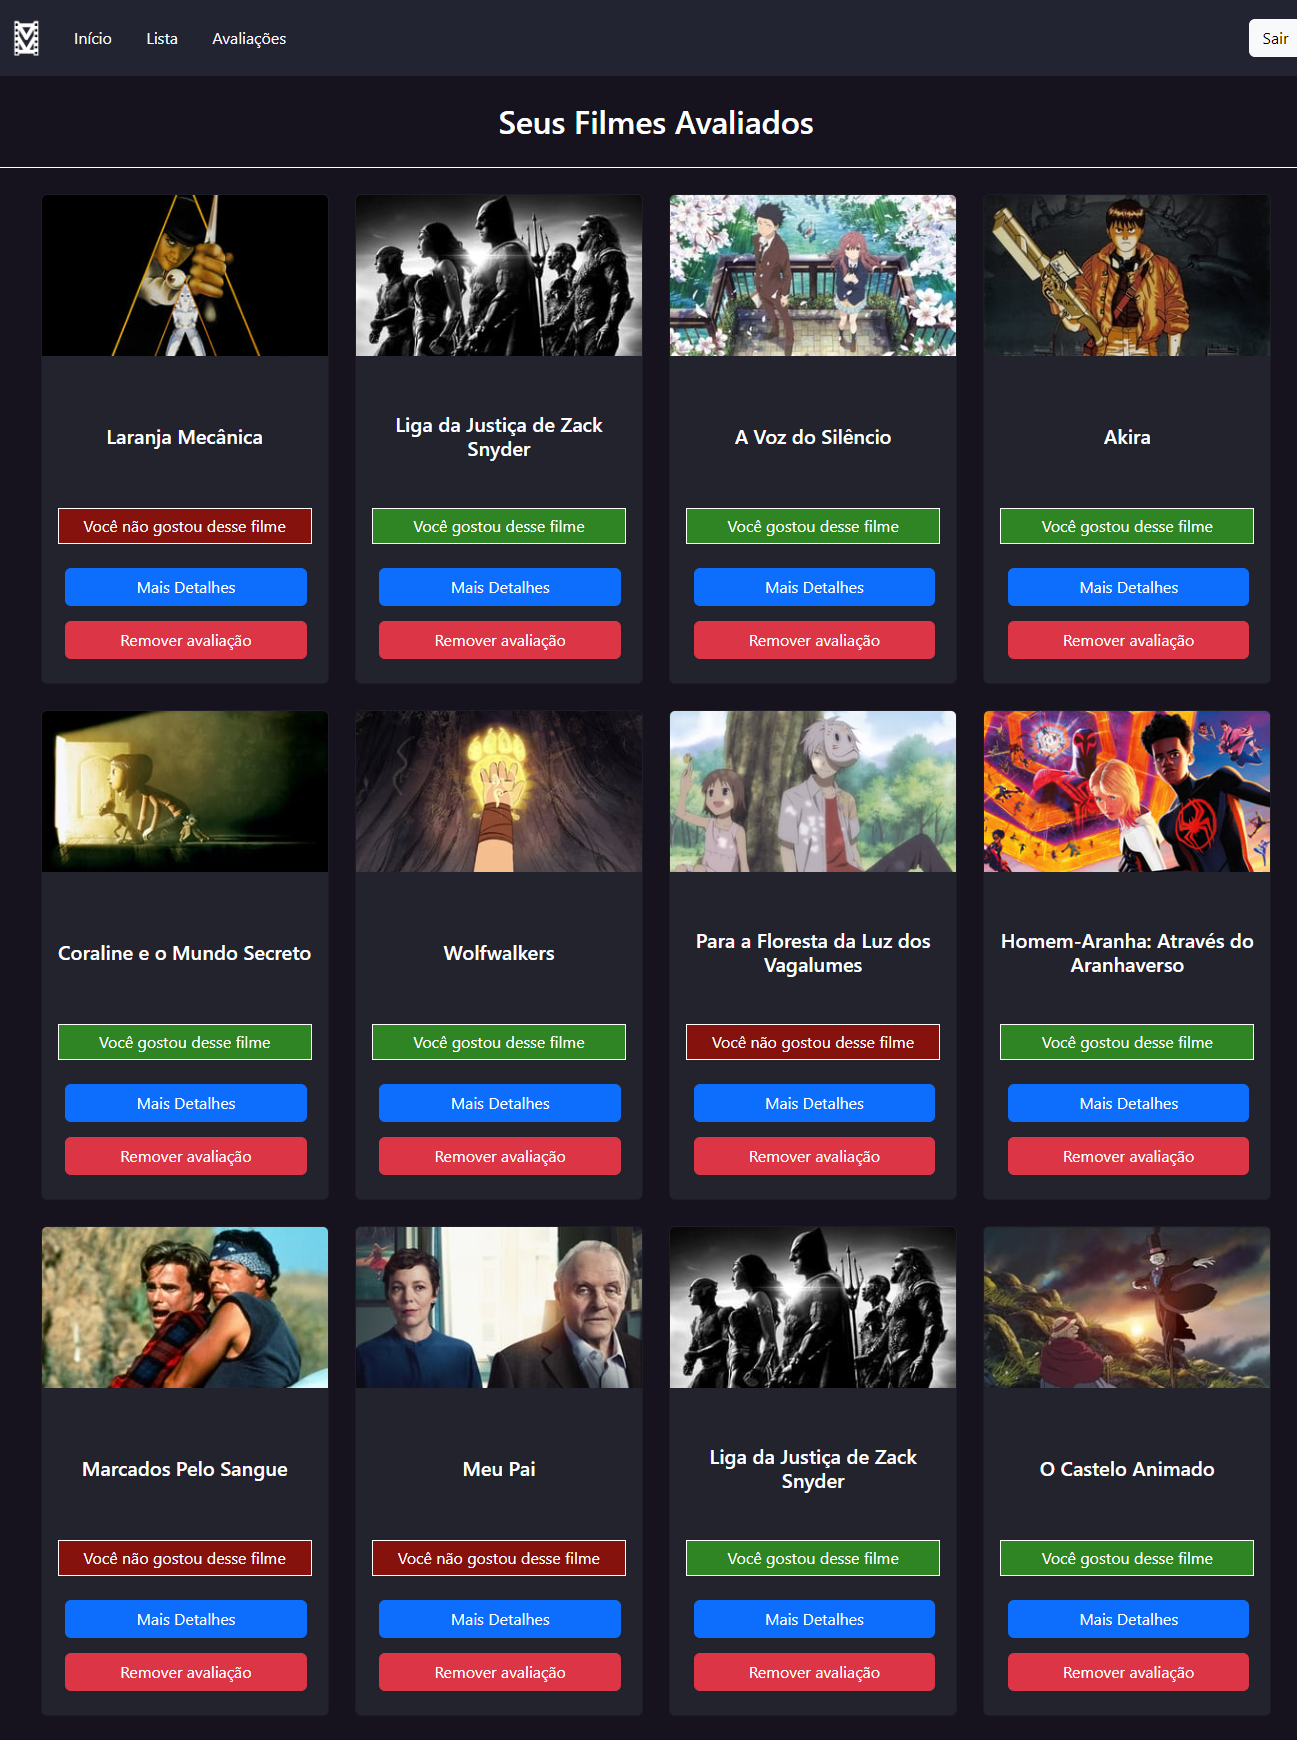 Início Lista Avaliações Sair
Seus Filmes Avaliados
Laranja Mecânica
Você não gostou desse filme
Mais Detalhes
Remover avaliação
Liga da Justiça de Zack
Snyder
Você gostou desse filme
Mais Detalhes
Remover avaliação
A Voz do Silêncio
Você gostou desse filme
Mais Detalhes
Remover avaliação
Akira
Você gostou desse filme
Mais Detalhes
Remover avaliação
Coraline e o Mundo Secreto
Você gostou desse filme
Mais Detalhes
Remover avaliação
Wolfwalkers
Você gostou desse filme
Mais Detalhes
Remover avaliação
Para a Floresta da Luz dos
Vagalumes
Você não gostou desse filme
Mais Detalhes
Remover avaliação
Homem-Aranha: Através do
Aranhaverso
Você gostou desse filme
Mais Detalhes
Remover avaliação
Marcados Pelo Sangue
Você não gostou desse filme
Mais Detalhes
Remover avaliação
Meu Pai
Você não gostou desse filme
Mais Detalhes
Remover avaliação
Liga da Justiça de Zack
Snyder
Você gostou desse filme
Mais Detalhes
Remover avaliação
O Castelo Animado
Você gostou desse filme
Mais Detalhes
Remover avaliação